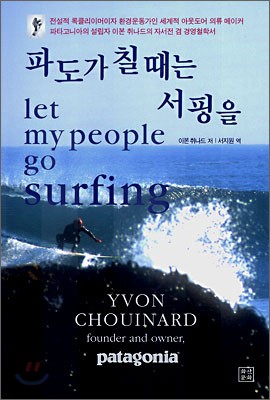 전설적 록클라이머이자 환경운동가인 세계적 아웃도어 의류 메이커
파타고니아의 설립자 이본 취나드의 자서전 겸 경영철학서
파도가 칠 때는
서핑을
이본 취나드 저 | 서지원 역
let
my people
go
surfing
YVON
CHOUINARD
founder and owner,
patagonia
화산
문화